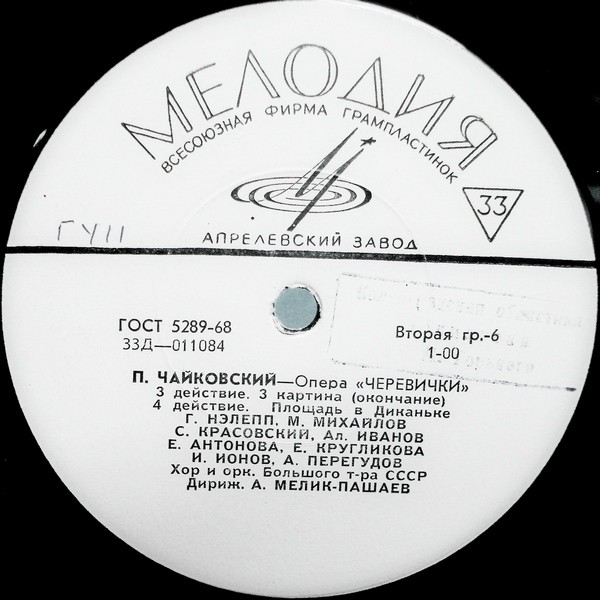 МЕЛОДИЯ
ВСЕСОЮЗНАЯ ФИРМА ГРАМПЛАСТИНОК
33
АПРЕЛЕВСКИЙ ЗАВОД
ГУП
ГОСТ 5289-68
33Д—011084
Вторая гр.-6
1-00
П. ЧАЙКОВСКИЙ—Опера «ЧЕРЕВИЧКИ»
3 действие. 3 картина (окончание)
4 действие. Площадь в Диканьке
Г. НЭЛЕПП, М. МИХАЙЛОВ
С. КРАСОВСКИЙ, Ал. ИВАНОВ
Е. АНТОНОВА, Е. КРУГЛИКОВА
И. ИОНОВ, А. ПЕРЕГУДОВ
Хор и орк. Большого т-ра СССР
Дириж. А. МЕЛИК-ПАШАЕВ